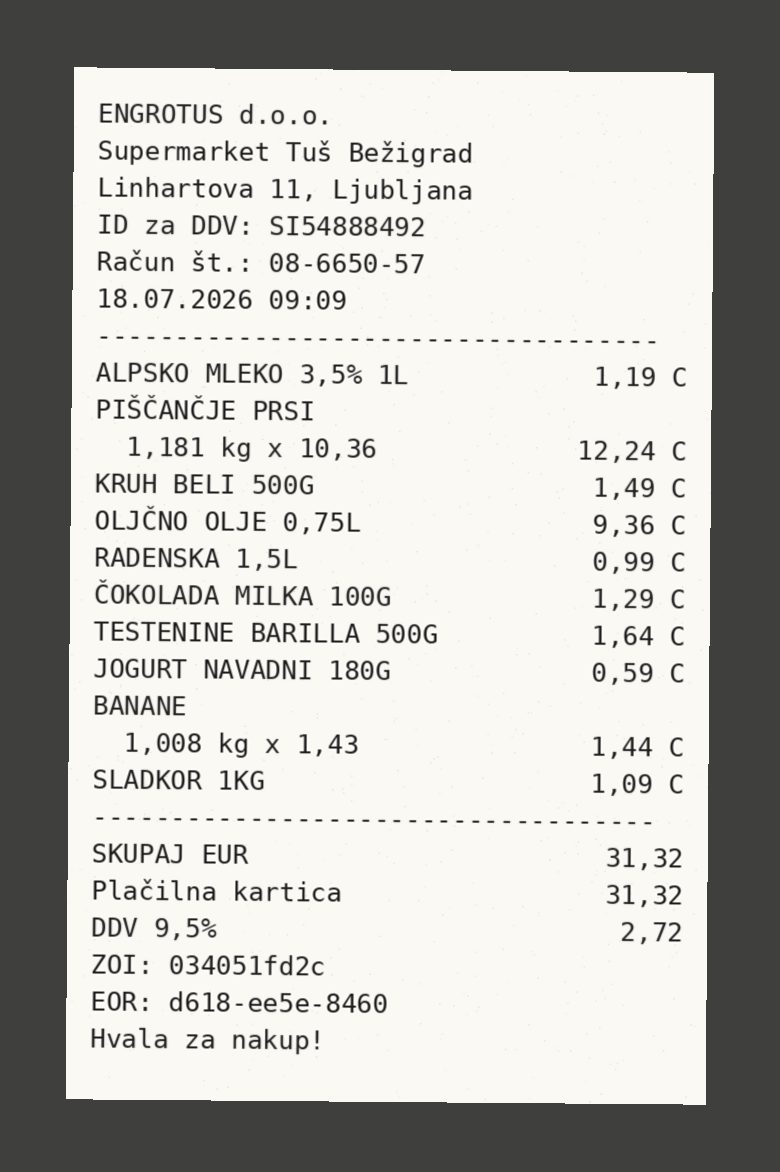 ENGROTUS d.o.o.
Supermarket Tuš Bežigrad
Linhartova 11, Ljubljana
ID za DDV: SI54888492
Račun št.: 08-6650-57
18.07.2026 09:09
------------------------------------
ALPSKO MLEKO 3,5% 1L 1,19 C
PIŠČANČJE PRSI
1,181 kg x 10,36 12,24 C
KRUH BELI 500G 1,49 C
OLJČNO OLJE 0,75L 9,36 C
RADENSKA 1,5L 0,99 C
ČOKOLADA MILKA 100G 1,29 C
TESTENINE BARILLA 500G 1,64 C
JOGURT NAVADNI 180G 0,59 C
BANANE
1,008 kg x 1,43 1,44 C
SLADKOR 1KG 1,09 C
------------------------------------
SKUPAJ EUR 31,32
Plačilna kartica 31,32
DDV 9,5% 2,72
ZOI: 034051fd2c
EOR: d618-ee5e-8460
Hvala za nakup!